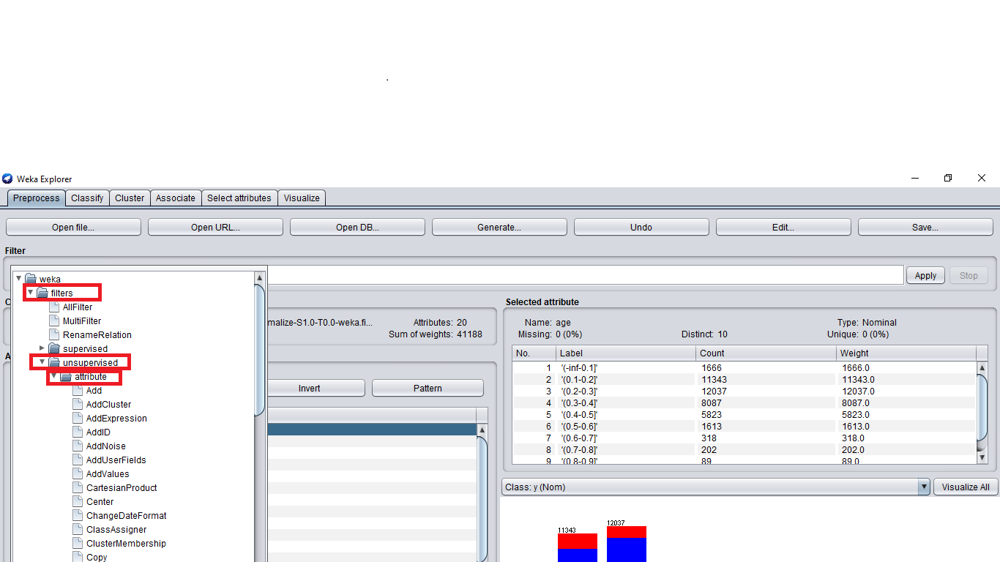 Weka Explorer
Preprocess Classify Cluster Associate Select attributes Visualize
Open file... Open URL... Open DB... Generate... Undo Edit... Save...
Filter
Apply Stop
weka
filters
AllFilter
MultiFilter
RenameRelation
supervised
unsupervised
attribute
Add
AddCluster
AddExpression
AddID
AddNoise
AddUserFields
AddValues
CartesianProduct
Center
ChangeDateFormat
ClassAssigner
ClusterMembership
Copy
C
malize-S1.0-T0.0-weka.fi... Attributes: 20
Sum of weights: 41188
A
Invert Pattern
Selected attribute
Name: age Type: Nominal
Missing: 0 (0%) Distinct: 10 Unique: 0 (0%)
No. Label Count Weight
1 '(-inf-0.1]' 1666 1666.0
2 '(0.1-0.2]' 11343 11343.0
3 '(0.2-0.3]' 12037 12037.0
4 '(0.3-0.4]' 8087 8087.0
5 '(0.4-0.5]' 5823 5823.0
6 '(0.5-0.6]' 1613 1613.0
7 '(0.6-0.7]' 318 318.0
8 '(0.7-0.8]' 202 202.0
9 '(0.8-0.9]' 89 89.0
Class: y (Nom) Visualize All
11343 12037